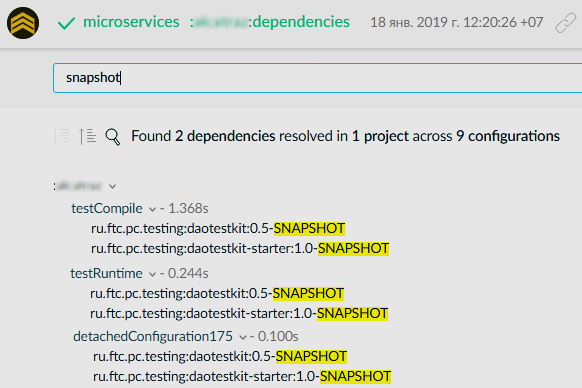 microservices : :dependencies 18 янв. 2019 г. 12:20:26 +07
snapshot
Found 2 dependencies resolved in 1 project across 9 configurations
:
testCompile - 1.368s
ru.ftc.pc.testing:daotestkit:0.5-SNAPSHOT
ru.ftc.pc.testing:daotestkit-starter:1.0-SNAPSHOT
testRuntime - 0.244s
ru.ftc.pc.testing:daotestkit:0.5-SNAPSHOT
ru.ftc.pc.testing:daotestkit-starter:1.0-SNAPSHOT
detachedConfiguration175 - 0.100s
ru.ftc.pc.testing:daotestkit:0.5-SNAPSHOT
ru.ftc.pc.testing:daotestkit-starter:1.0-SNAPSHOT